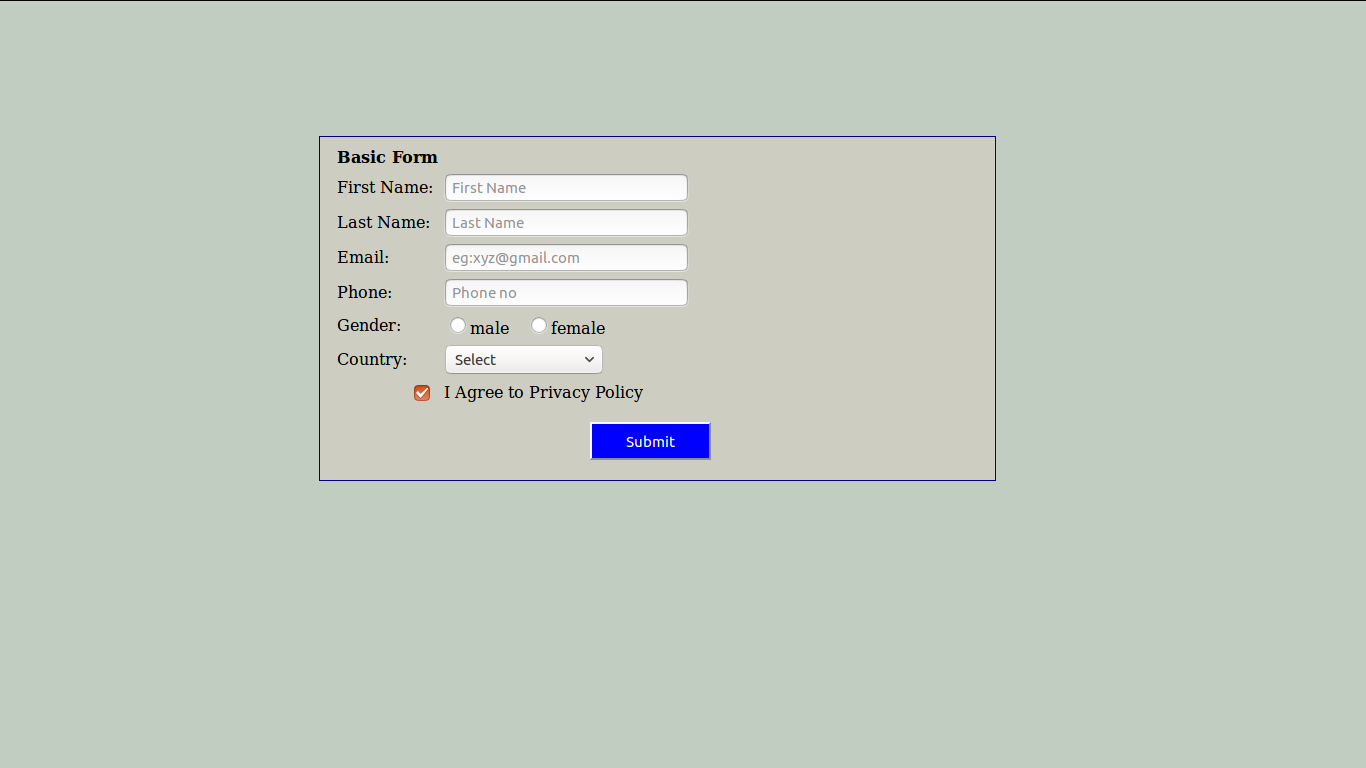 Basic Form
First Name: First Name
Last Name: Last Name
Email: eg:xyz@gmail.com
Phone: Phone no
Gender: male female
Country: Select
I Agree to Privacy Policy
Submit